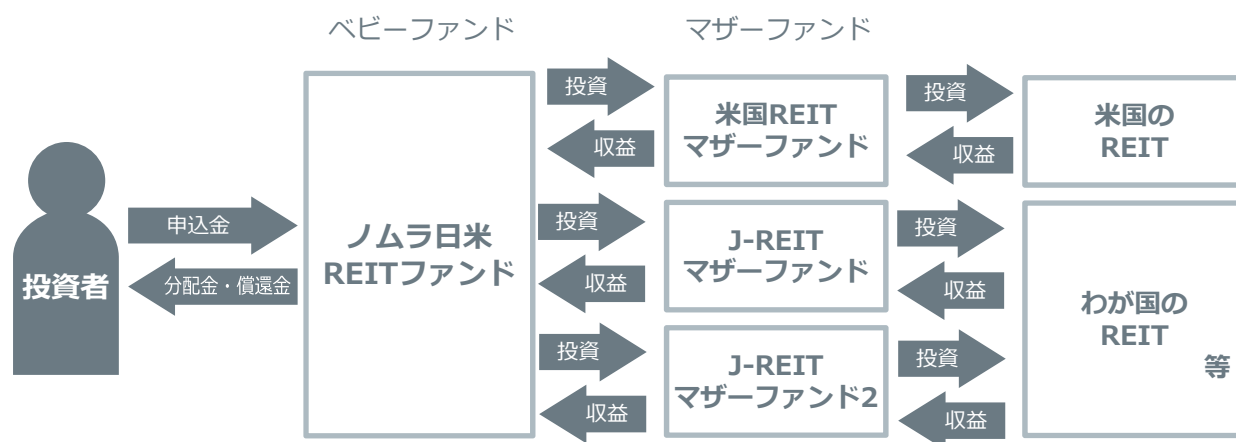 ベビーファンド
マザーファンド
投資
収益
米国REIT
マザーファンド
投資
収益
米国の
REIT
投資者
申込金
分配金・償還金
ノムラ日米
REITファンド
投資
収益
J-REIT
マザーファンド
投資
収益
わが国の
REIT
等
投資
収益
J-REIT
マザーファンド2
投資
収益